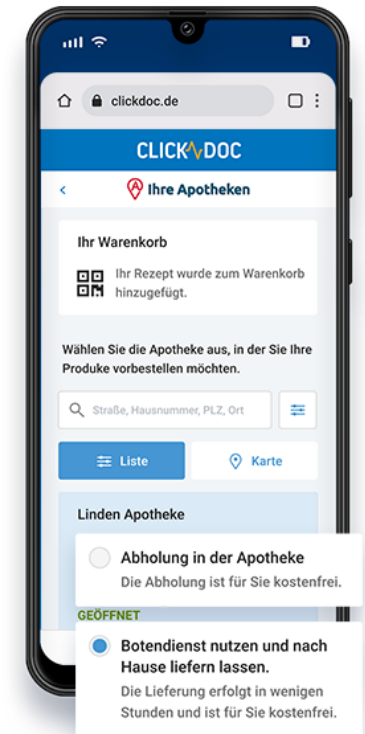 clickdoc.de
CLICKDOC
Ihre Apotheken
Ihr Warenkorb
Ihr Rezept wurde zum Warenkorb
hinzugefügt.
Wählen Sie die Apotheke aus, in der Sie Ihre
Produke vorbestellen möchten.
Straße, Hausnummer, PLZ, Ort
Liste
Karte
Linden Apotheke
Abholung in der Apotheke
Die Abholung ist für Sie kostenfrei.
GEÖFFNET
Botendienst nutzen und nach
Hause liefern lassen.
Die Lieferung erfolgt in wenigen
Stunden und ist für Sie kostenfrei.